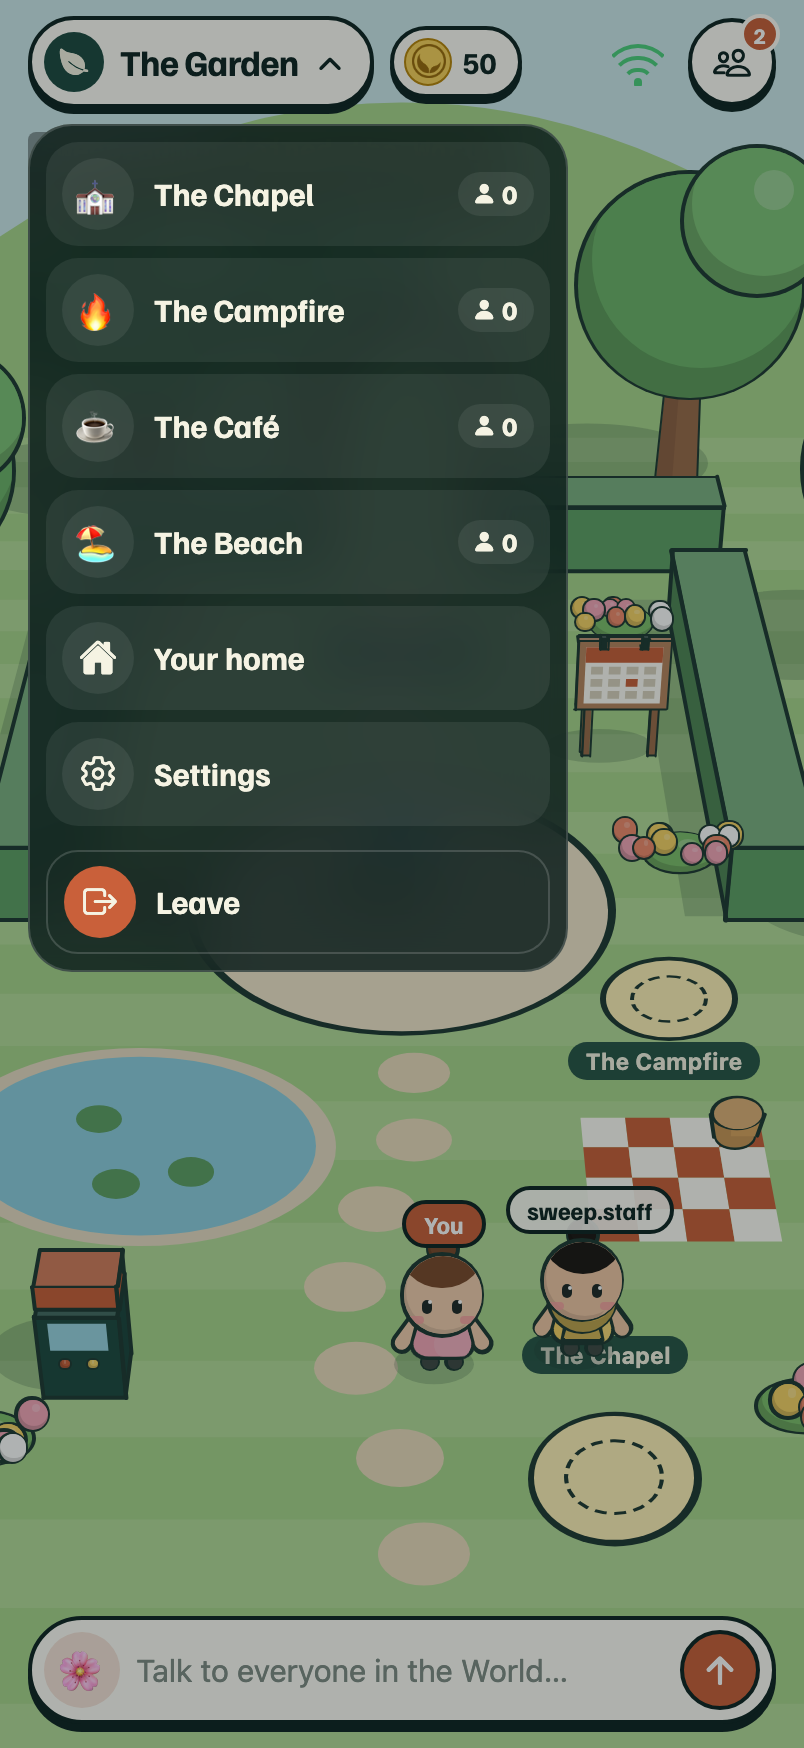 The Garden
50
2
The Chapel
0
The Campfire
0
The Café
0
The Beach
0
Your home
Settings
Leave
The Campfire
sweep.staff
You
The Chapel
Talk to everyone in the World...